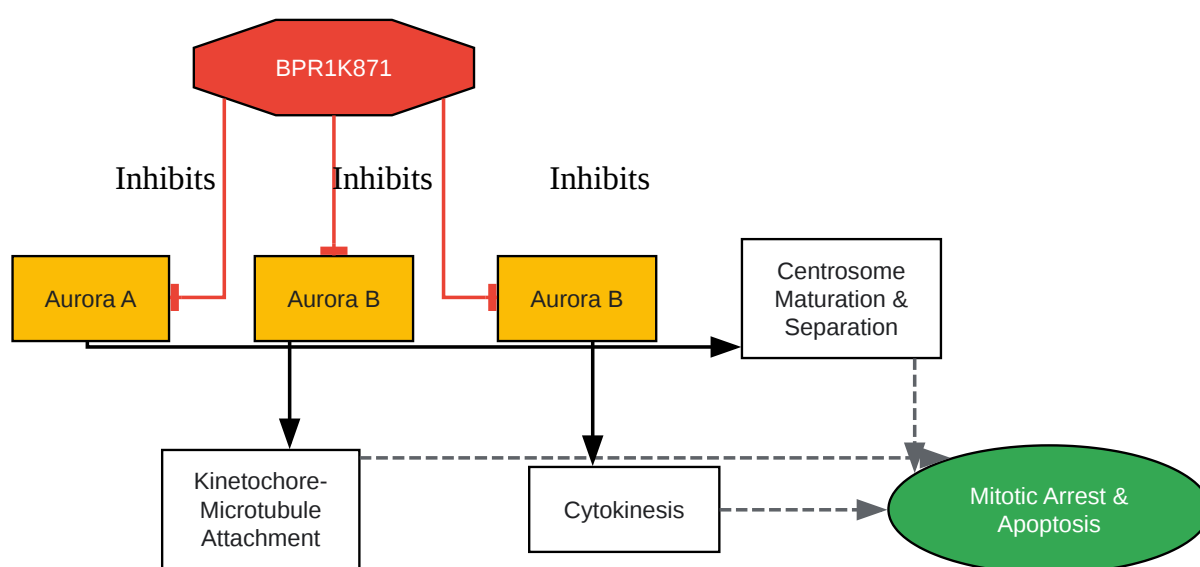 BPR1K871
Inhibits
Inhibits
Inhibits
Aurora A
Aurora B
Aurora B
Centrosome
Maturation &
Separation
Kinetochore-
Microtubule
Attachment
Cytokinesis
Mitotic Arrest &
Apoptosis